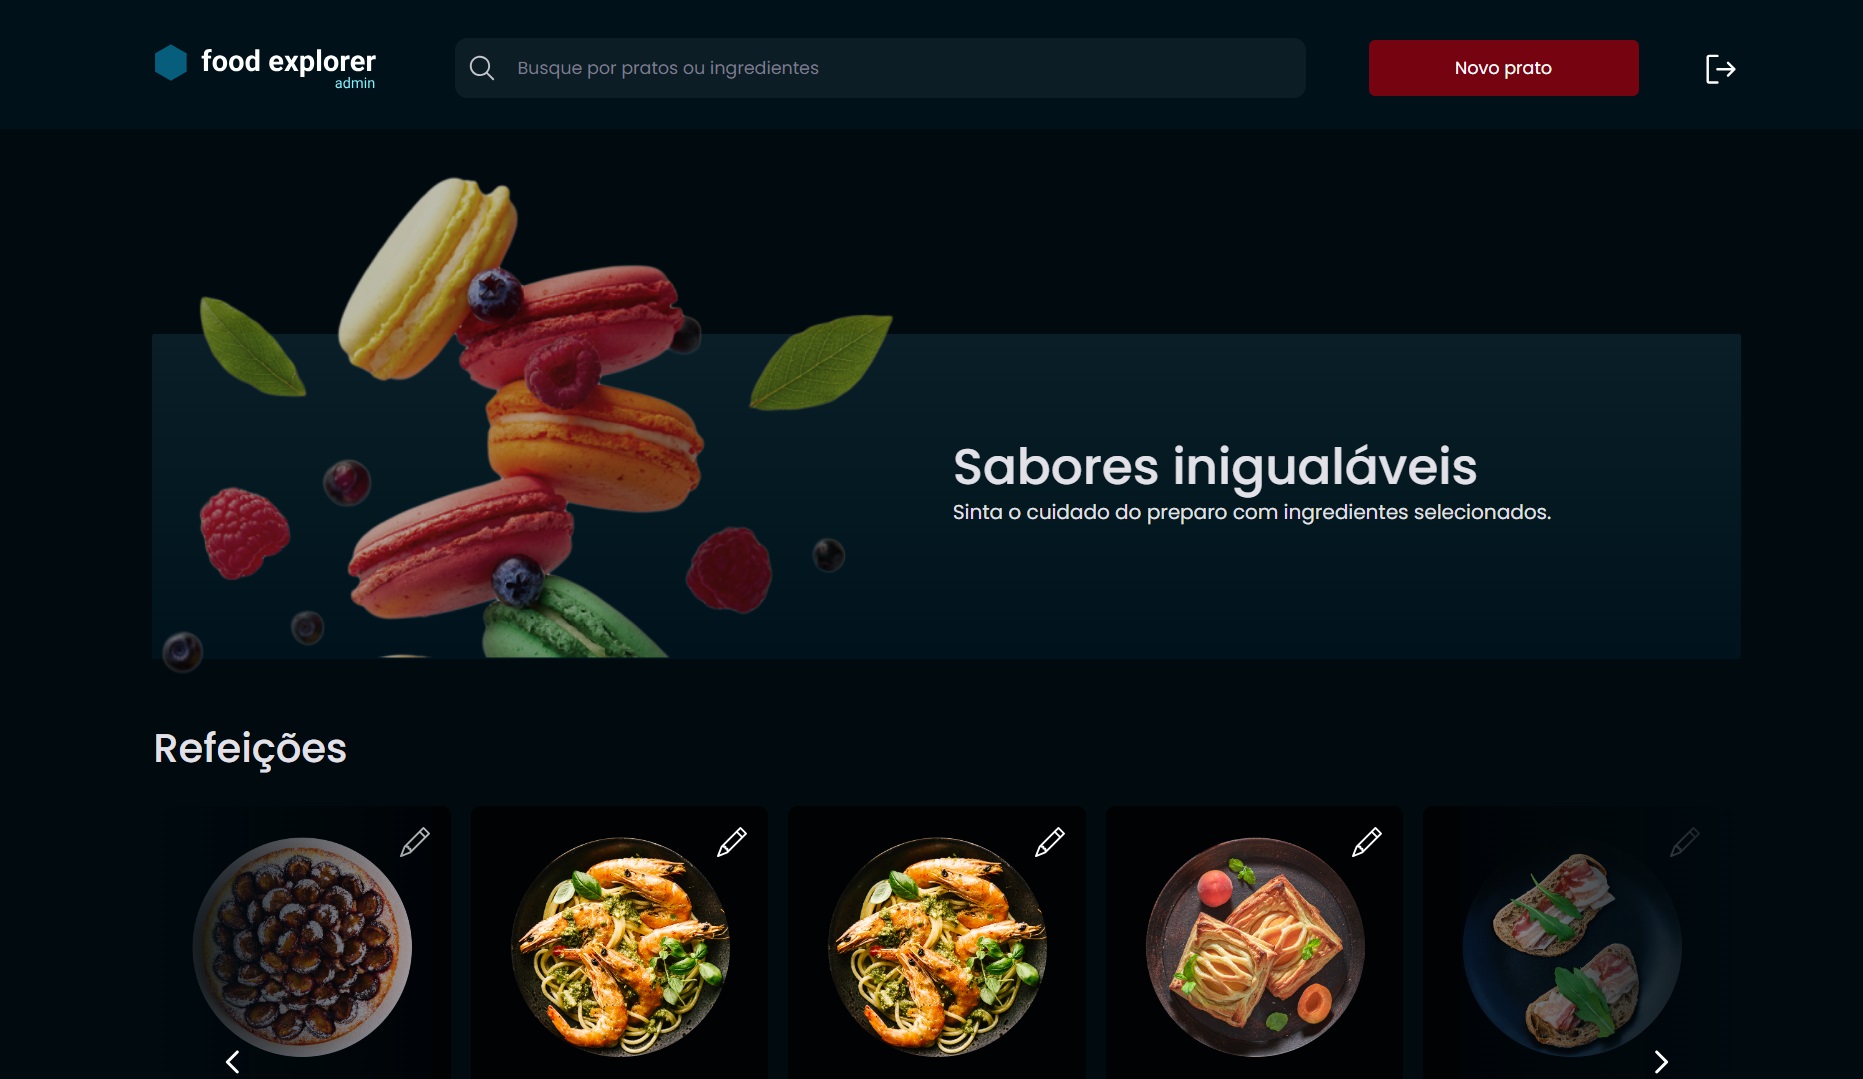 food explorer
admin
Busque por pratos ou ingredientes
Novo prato
Sabores inigualáveis
Sinta o cuidado do preparo com ingredientes selecionados.
Refeições